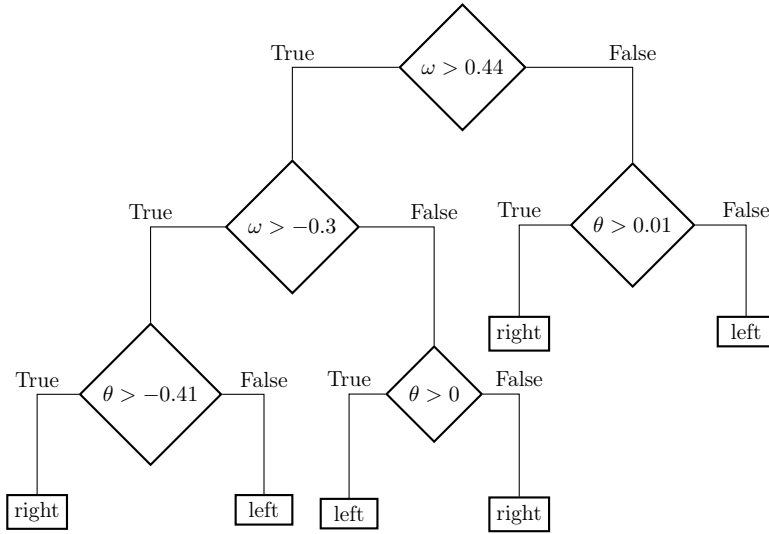 True
False
ω > 0.44
True
False
True
False
ω > −0.3
θ > 0.01
right
left
True
False
True
False
θ > −0.41
θ > 0
right
left
left
right